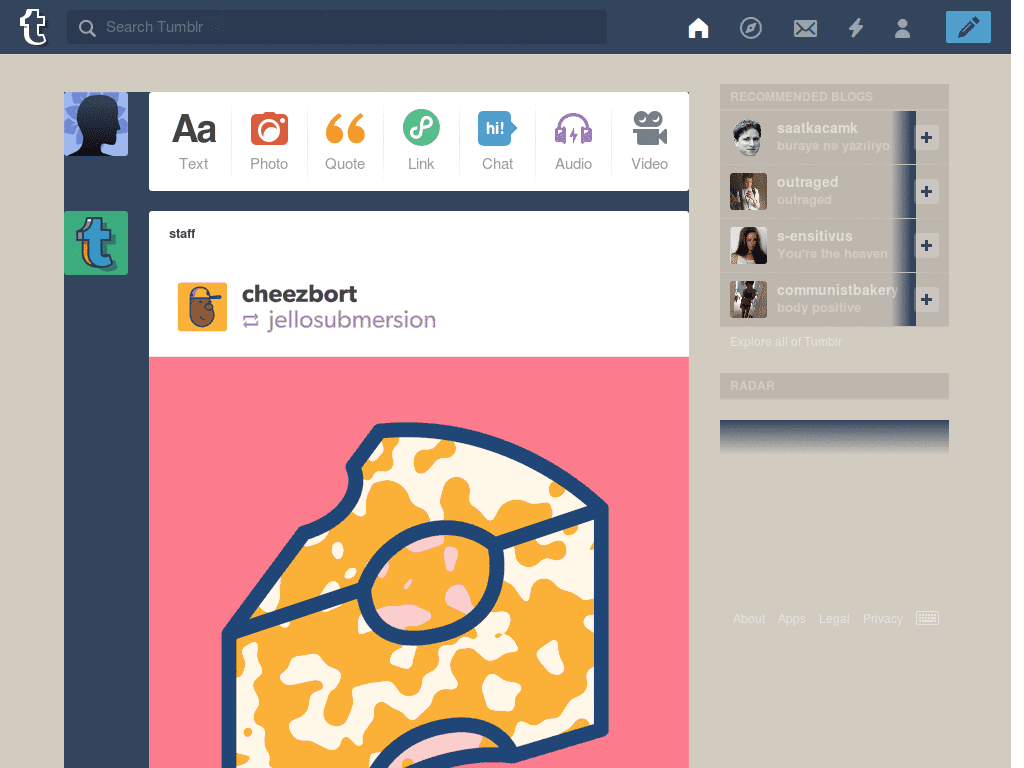 Search Tumblr
Aa
Text
Photo
Quote
Link
hi!
Chat
Audio
Video
staff
cheezbort
jellosubmersion
RECOMMENDED BLOGS
saatkacamk
buraya ne yazılıyo
outraged
outraged
s-ensitivus
You're the heaven
communistbakery
body positive
Explore all of Tumblr
RADAR
About Apps Legal Privacy